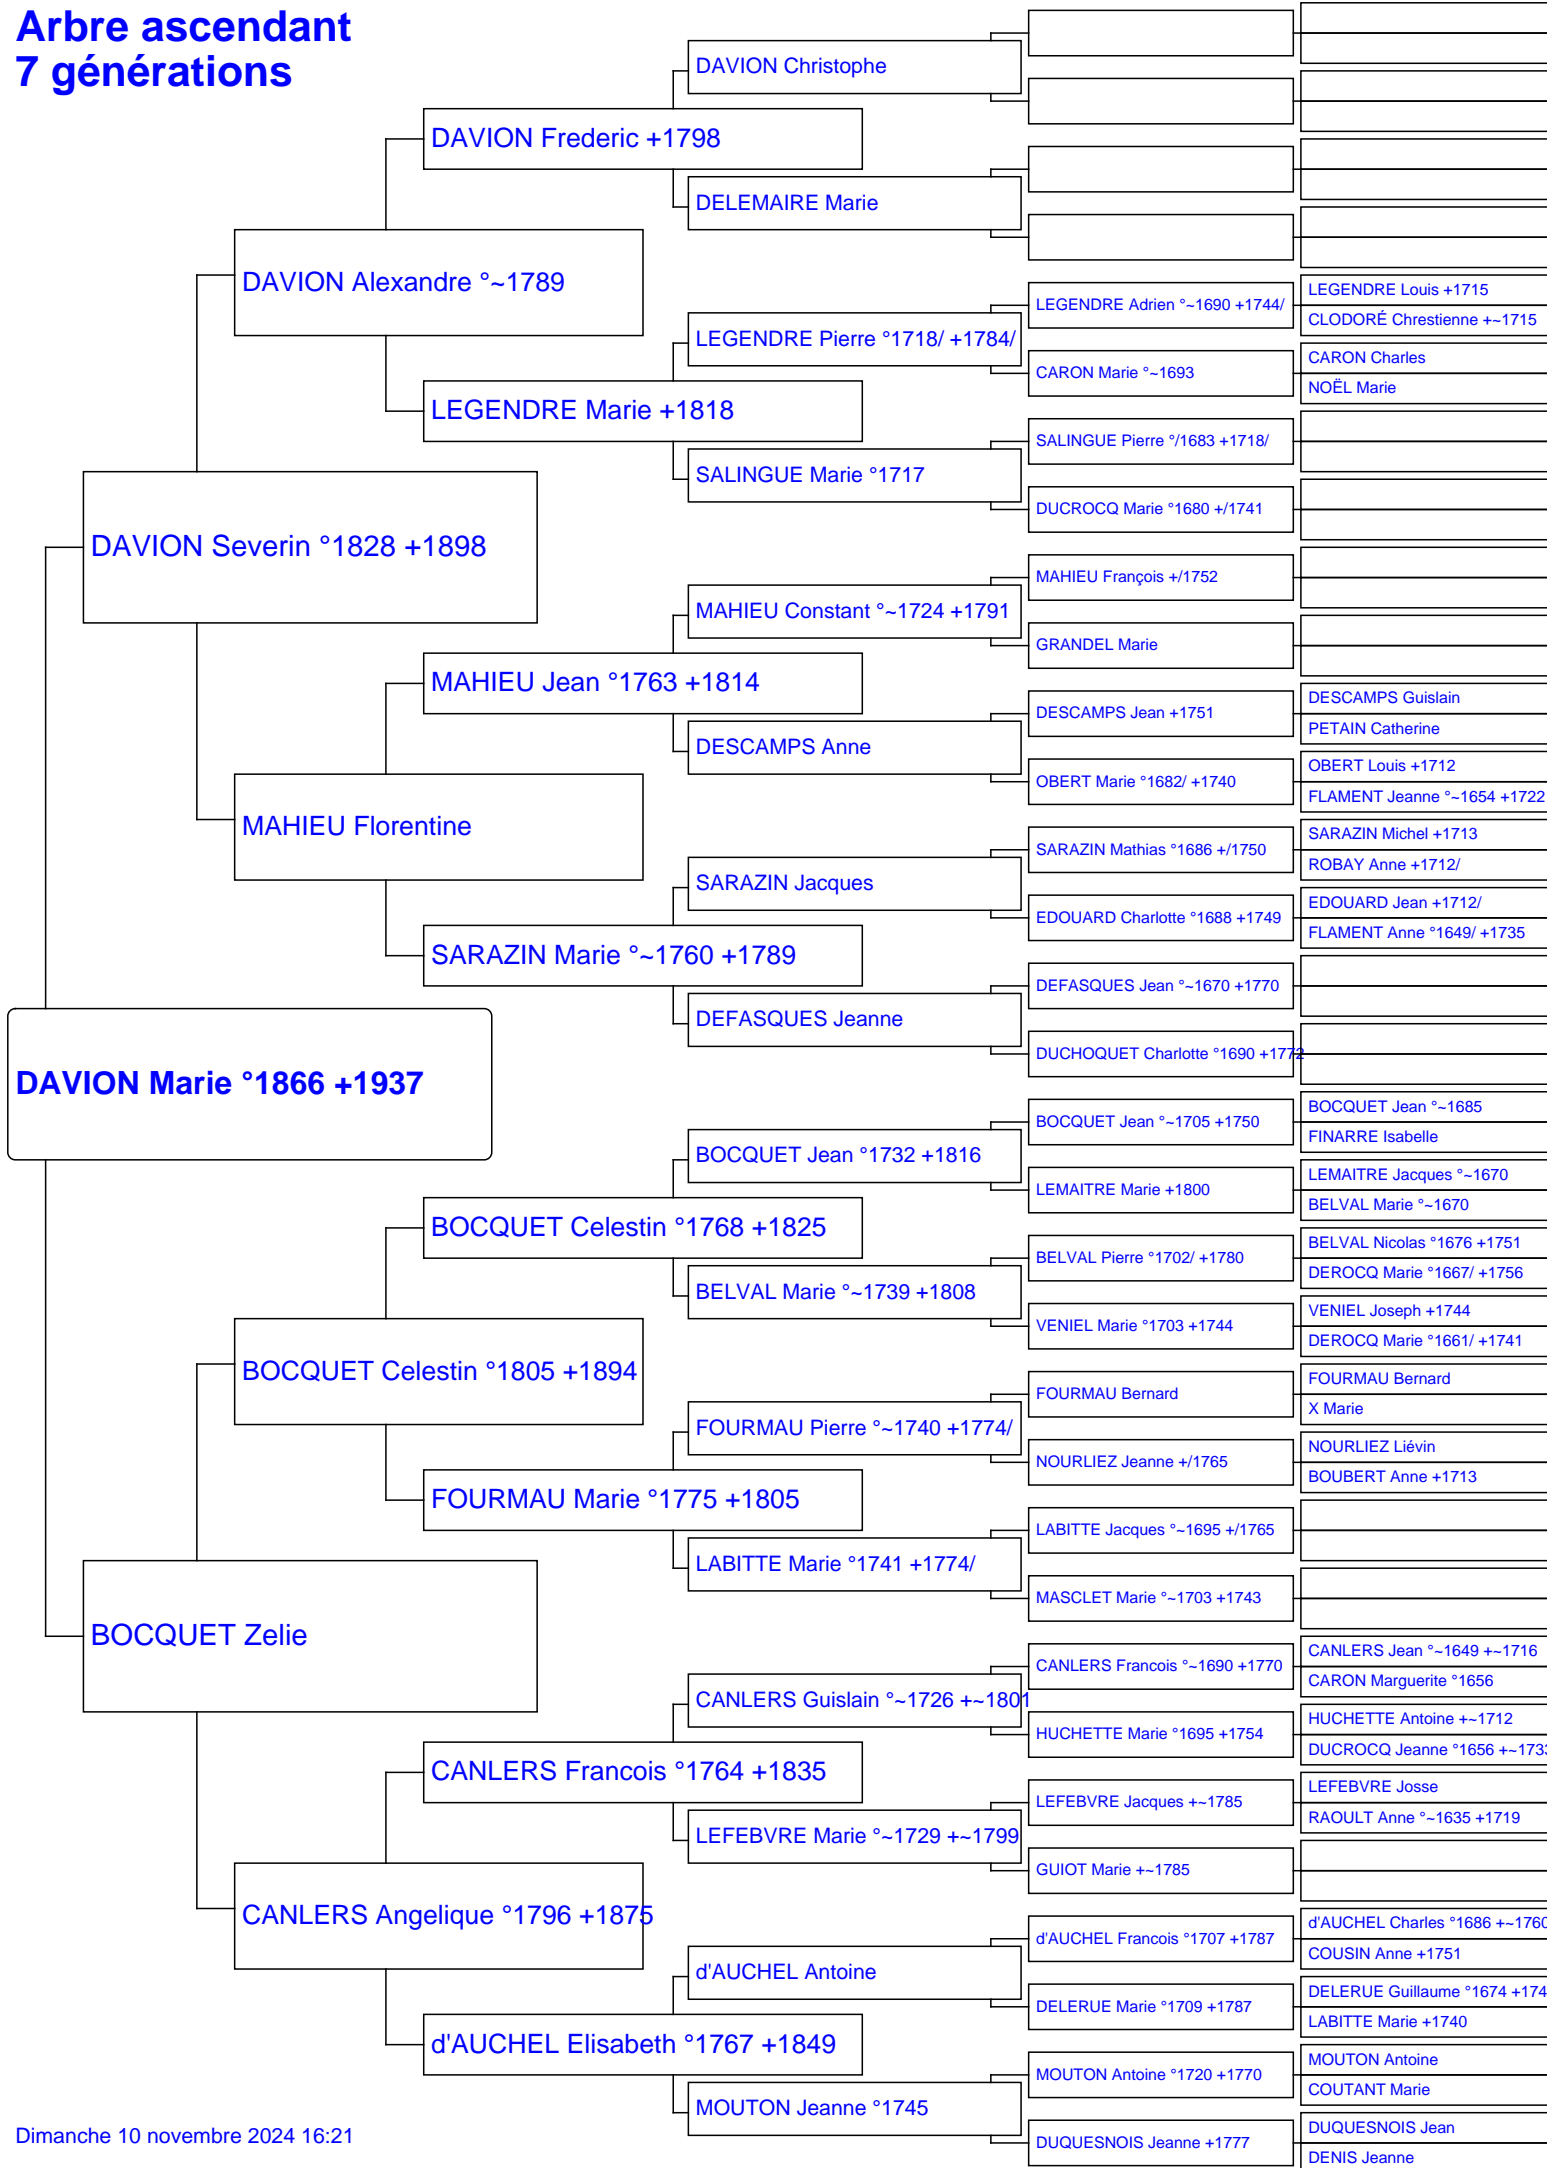 Arbre ascendant
7 générations
DAVION Christophe
DAVION Frederic +1798
DELEMAIRE Marie
DAVION Alexandre °~1789
LEGENDRE Adrien °~1690 +1744/
LEGENDRE Louis +1715
CLODORÉ Chrestienne +~1715
LEGENDRE Pierre °1718/ +1784/
CARON Marie °~1693
CARON Charles
NOËL Marie
LEGENDRE Marie +1818
SALINGUE Pierre °/1683 +1718/
SALINGUE Marie °1717
DUCROCQ Marie °1680 +/1741
DAVION Severin °1828 +1898
MAHIEU François +/1752
MAHIEU Constant °~1724 +1791
GRANDEL Marie
MAHIEU Jean °1763 +1814
DESCAMPS Jean +1751
DESCAMPS Guislain
PETAIN Catherine
DESCAMPS Anne
OBERT Marie °1682/ +1740
OBERT Louis +1712
FLAMENT Jeanne °~1654 +1722
MAHIEU Florentine
SARAZIN Mathias °1686 +/1750
SARAZIN Michel +1713
ROBAY Anne +1712/
SARAZIN Jacques
EDOUARD Charlotte °1688 +1749
EDOUARD Jean +1712/
FLAMENT Anne °1649/ +1735
SARAZIN Marie °~1760 +1789
DEFASQUES Jean °~1670 +1770
DEFASQUES Jeanne
DUCHOQUET Charlotte °1690 +1772
DAVION Marie °1866 +1937
BOCQUET Jean °~1705 +1750
BOCQUET Jean °~1685
FINARRE Isabelle
BOCQUET Jean °1732 +1816
LEMAITRE Marie +1800
LEMAITRE Jacques °~1670
BELVAL Marie °~1670
BOCQUET Celestin °1768 +1825
BELVAL Pierre °1702/ +1780
BELVAL Nicolas °1676 +1751
DEROCQ Marie °1667/ +1756
BELVAL Marie °~1739 +1808
VENIEL Marie °1703 +1744
VENIEL Joseph +1744
DEROCQ Marie °1661/ +1741
BOCQUET Celestin °1805 +1894
FOURMAU Bernard
FOURMAU Bernard
X Marie
FOURMAU Pierre °~1740 +1774/
NOURLIEZ Jeanne +/1765
NOURLIEZ Liévin
BOUBERT Anne +1713
FOURMAU Marie °1775 +1805
LABITTE Jacques °~1695 +/1765
LABITTE Marie °1741 +1774/
MASCLET Marie °~1703 +1743
BOCQUET Zelie
CANLERS Francois °~1690 +1770
CANLERS Jean °~1649 +~1716
CARON Marguerite °1656
CANLERS Guislain °~1726 +~1801
HUCHETTE Marie °1695 +1754
HUCHETTE Antoine +~1712
DUCROCQ Jeanne °1656 +~1733
CANLERS Francois °1764 +1835
LEFEBVRE Jacques +~1785
LEFEBVRE Josse
RAOULT Anne °~1635 +1719
LEFEBVRE Marie °~1729 +~1799
GUIOT Marie +~1785
CANLERS Angelique °1796 +1875
d'AUCHEL Francois °1707 +1787
d'AUCHEL Charles °1686 +~1760
COUSIN Anne +1751
d'AUCHEL Antoine
DELERUE Marie °1709 +1787
DELERUE Guillaume °1674 +174
LABITTE Marie +1740
d'AUCHEL Elisabeth °1767 +1849
MOUTON Antoine °1720 +1770
MOUTON Antoine
COUTANT Marie
MOUTON Jeanne °1745
DUQUESNOIS Jeanne +1777
DUQUESNOIS Jean
DENIS Jeanne
Dimanche 10 novembre 2024 16:21